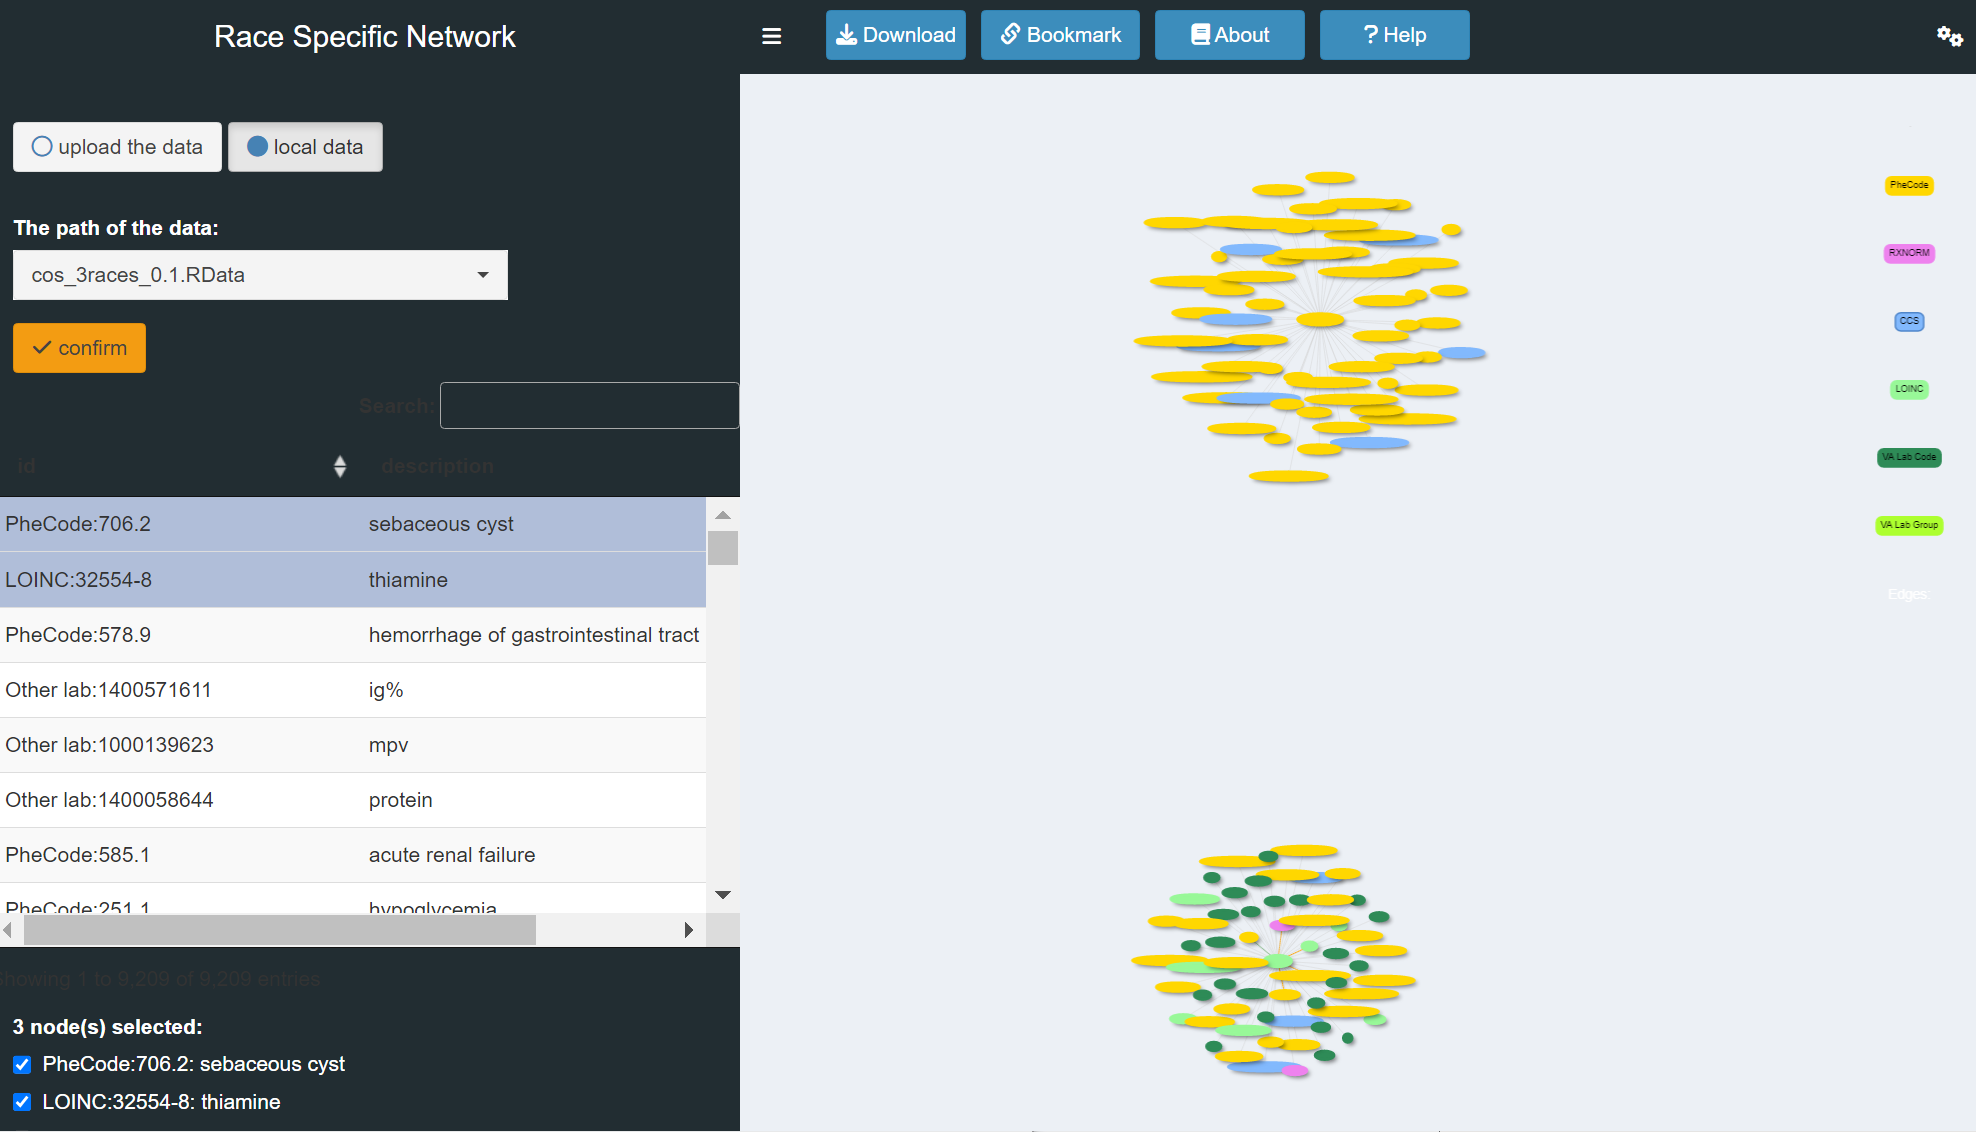 Race Specific Network
Download
Bookmark
About
? Help
upload the data
local data
The path of the data:
cos_3races_0.1.RData
confirm
Search:
id description
PheCode:706.2 sebaceous cyst
LOINC:32554-8 thiamine
PheCode:578.9 hemorrhage of gastrointestinal tract
Other lab:1400571611 ig%
Other lab:1000139623 mpv
Other lab:1400058644 protein
PheCode:585.1 acute renal failure
PheCode:251.1 hypoglycemia
Showing 1 to 9,209 of 9,209 entries
3 node(s) selected:
PheCode:706.2: sebaceous cyst
LOINC:32554-8: thiamine
PheCode
RXNORM
CCS
LOINC
VA Lab Code
VA Lab Group
Edges: